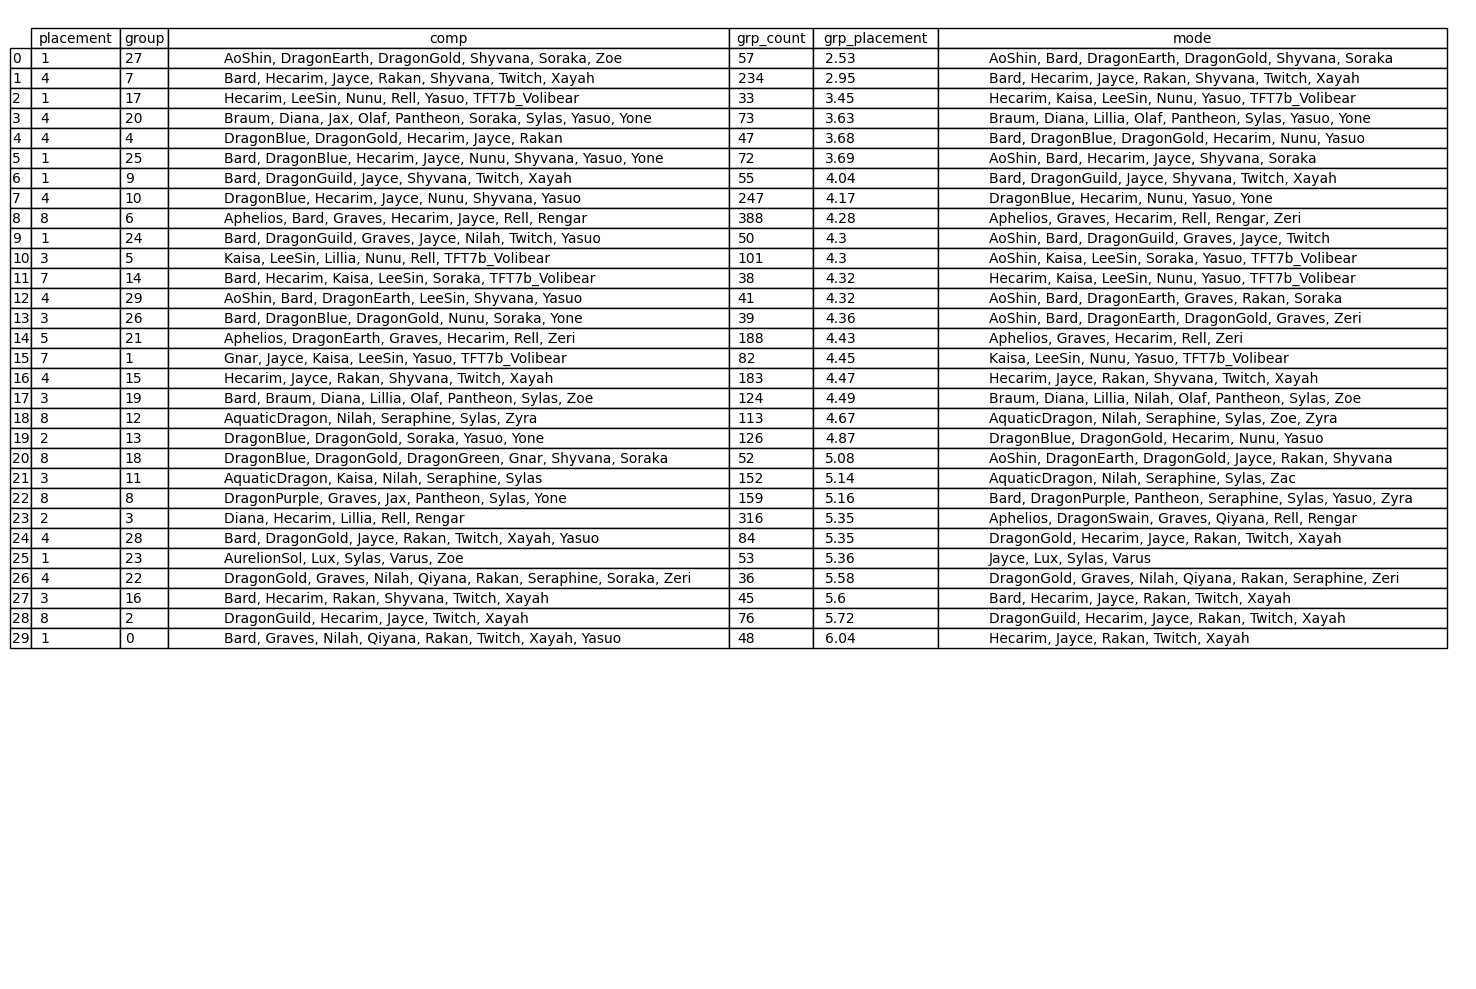 placement group comp grp_count grp_placement mode
0 1 27 AoShin, DragonEarth, DragonGold, Shyvana, Soraka, Zoe 57 2.53 AoShin, Bard, DragonEarth, DragonGold, Shyvana, Soraka
1 4 7 Bard, Hecarim, Jayce, Rakan, Shyvana, Twitch, Xayah 234 2.95 Bard, Hecarim, Jayce, Rakan, Shyvana, Twitch, Xayah
2 1 17 Hecarim, LeeSin, Nunu, Rell, Yasuo, TFT7b_Volibear 33 3.45 Hecarim, Kaisa, LeeSin, Nunu, Yasuo, TFT7b_Volibear
3 4 20 Braum, Diana, Jax, Olaf, Pantheon, Soraka, Sylas, Yasuo, Yone 73 3.63 Braum, Diana, Lillia, Olaf, Pantheon, Sylas, Yasuo, Yone
4 4 4 DragonBlue, DragonGold, Hecarim, Jayce, Rakan 47 3.68 Bard, DragonBlue, DragonGold, Hecarim, Nunu, Yasuo
5 1 25 Bard, DragonBlue, Hecarim, Jayce, Nunu, Shyvana, Yasuo, Yone 72 3.69 AoShin, Bard, Hecarim, Jayce, Shyvana, Soraka
6 1 9 Bard, DragonGuild, Jayce, Shyvana, Twitch, Xayah 55 4.04 Bard, DragonGuild, Jayce, Shyvana, Twitch, Xayah
7 4 10 DragonBlue, Hecarim, Jayce, Nunu, Shyvana, Yasuo 247 4.17 DragonBlue, Hecarim, Nunu, Yasuo, Yone
8 8 6 Aphelios, Bard, Graves, Hecarim, Jayce, Rell, Rengar 388 4.28 Aphelios, Graves, Hecarim, Rell, Rengar, Zeri
9 1 24 Bard, DragonGuild, Graves, Jayce, Nilah, Twitch, Yasuo 50 4.3 AoShin, Bard, DragonGuild, Graves, Jayce, Twitch
10 3 5 Kaisa, LeeSin, Lillia, Nunu, Rell, TFT7b_Volibear 101 4.3 AoShin, Kaisa, LeeSin, Soraka, Yasuo, TFT7b_Volibear
11 7 14 Bard, Hecarim, Kaisa, LeeSin, Soraka, TFT7b_Volibear 38 4.32 Hecarim, Kaisa, LeeSin, Nunu, Yasuo, TFT7b_Volibear
12 4 29 AoShin, Bard, DragonEarth, LeeSin, Shyvana, Yasuo 41 4.32 AoShin, Bard, DragonEarth, Graves, Rakan, Soraka
13 3 26 Bard, DragonBlue, DragonGold, Nunu, Soraka, Yone 39 4.36 AoShin, Bard, DragonEarth, DragonGold, Graves, Zeri
14 5 21 Aphelios, DragonEarth, Graves, Hecarim, Rell, Zeri 188 4.43 Aphelios, Graves, Hecarim, Rell, Zeri
15 7 1 Gnar, Jayce, Kaisa, LeeSin, Yasuo, TFT7b_Volibear 82 4.45 Kaisa, LeeSin, Nunu, Yasuo, TFT7b_Volibear
16 4 15 Hecarim, Jayce, Rakan, Shyvana, Twitch, Xayah 183 4.47 Hecarim, Jayce, Rakan, Shyvana, Twitch, Xayah
17 3 19 Bard, Braum, Diana, Lillia, Olaf, Pantheon, Sylas, Zoe 124 4.49 Braum, Diana, Lillia, Nilah, Olaf, Pantheon, Sylas, Zoe
18 8 12 AquaticDragon, Nilah, Seraphine, Sylas, Zyra 113 4.67 AquaticDragon, Nilah, Seraphine, Sylas, Zoe, Zyra
19 2 13 DragonBlue, DragonGold, Soraka, Yasuo, Yone 126 4.87 DragonBlue, DragonGold, Hecarim, Nunu, Yasuo
20 8 18 DragonBlue, DragonGold, DragonGreen, Gnar, Shyvana, Soraka 52 5.08 AoShin, DragonEarth, DragonGold, Jayce, Rakan, Shyvana
21 3 11 AquaticDragon, Kaisa, Nilah, Seraphine, Sylas 152 5.14 AquaticDragon, Nilah, Seraphine, Sylas, Zac
22 8 8 DragonPurple, Graves, Jax, Pantheon, Sylas, Yone 159 5.16 Bard, DragonPurple, Pantheon, Seraphine, Sylas, Yasuo, Zyra
23 2 3 Diana, Hecarim, Lillia, Rell, Rengar 316 5.35 Aphelios, DragonSwain, Graves, Qiyana, Rell, Rengar
24 4 28 Bard, DragonGold, Jayce, Rakan, Twitch, Xayah, Yasuo 84 5.35 DragonGold, Hecarim, Jayce, Rakan, Twitch, Xayah
25 1 23 AurelionSol, Lux, Sylas, Varus, Zoe 53 5.36 Jayce, Lux, Sylas, Varus
26 4 22 DragonGold, Graves, Nilah, Qiyana, Rakan, Seraphine, Soraka, Zeri 36 5.58 DragonGold, Graves, Nilah, Qiyana, Rakan, Seraphine, Zeri
27 3 16 Bard, Hecarim, Rakan, Shyvana, Twitch, Xayah 45 5.6 Bard, Hecarim, Jayce, Rakan, Twitch, Xayah
28 8 2 DragonGuild, Hecarim, Jayce, Twitch, Xayah 76 5.72 DragonGuild, Hecarim, Jayce, Rakan, Twitch, Xayah
29 1 0 Bard, Graves, Nilah, Qiyana, Rakan, Twitch, Xayah, Yasuo 48 6.04 Hecarim, Jayce, Rakan, Twitch, Xayah